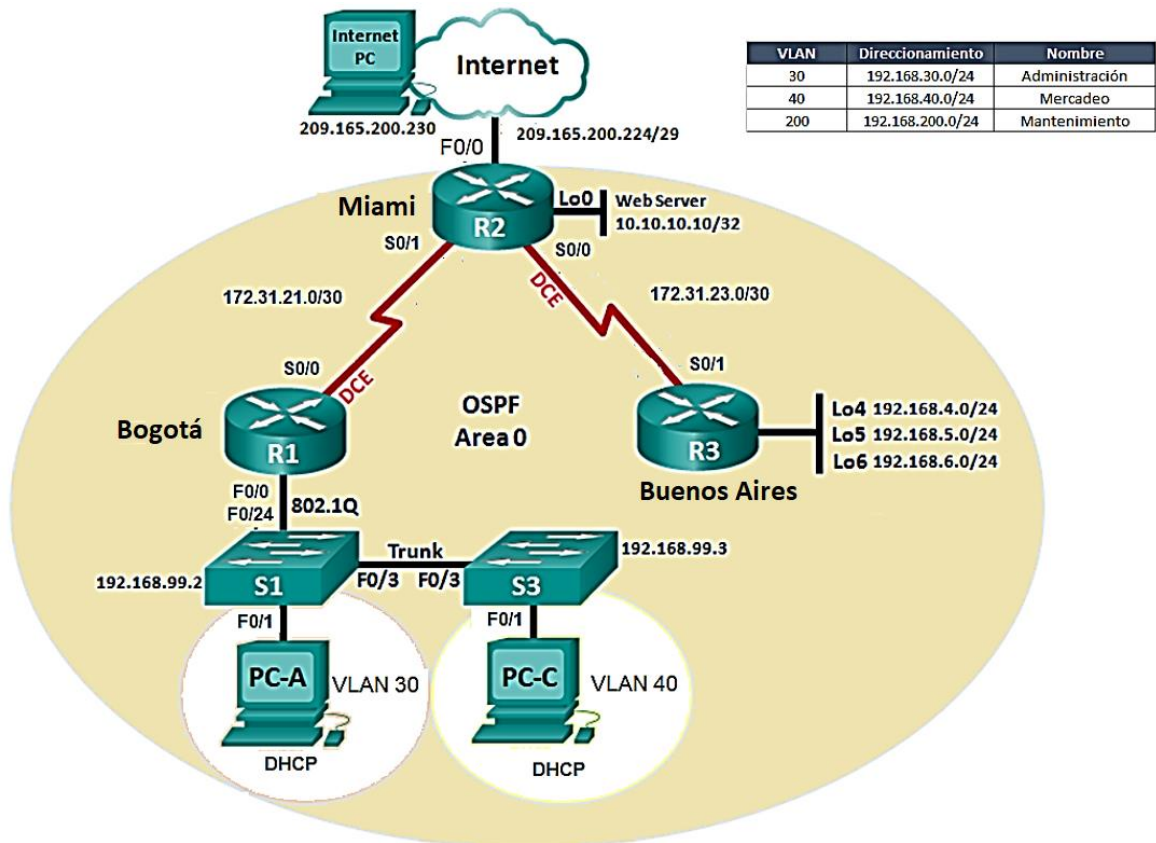 Internet PC
Internet
209.165.200.230
209.165.200.224/29
VLAN Direccionamiento Nombre
30 192.168.30.0/24 Administración
40 192.168.40.0/24 Mercadeo
200 192.168.200.0/24 Mantenimiento
F0/0
Miami
R2
Lo0
Web Server
10.10.10.10/32
S0/1
S0/0
DCE
172.31.21.0/30
172.31.23.0/30
S0/0
DCE
S0/1
Bogotá
R1
OSPF
Area 0
R3
Buenos Aires
Lo4 192.168.4.0/24
Lo5 192.168.5.0/24
Lo6 192.168.6.0/24
F0/0
F0/24
802.1Q
192.168.99.2
S1
Trunk
F0/3
F0/3
S3
192.168.99.3
F0/1
F0/1
PC-A
VLAN 30
DHCP
PC-C
VLAN 40
DHCP